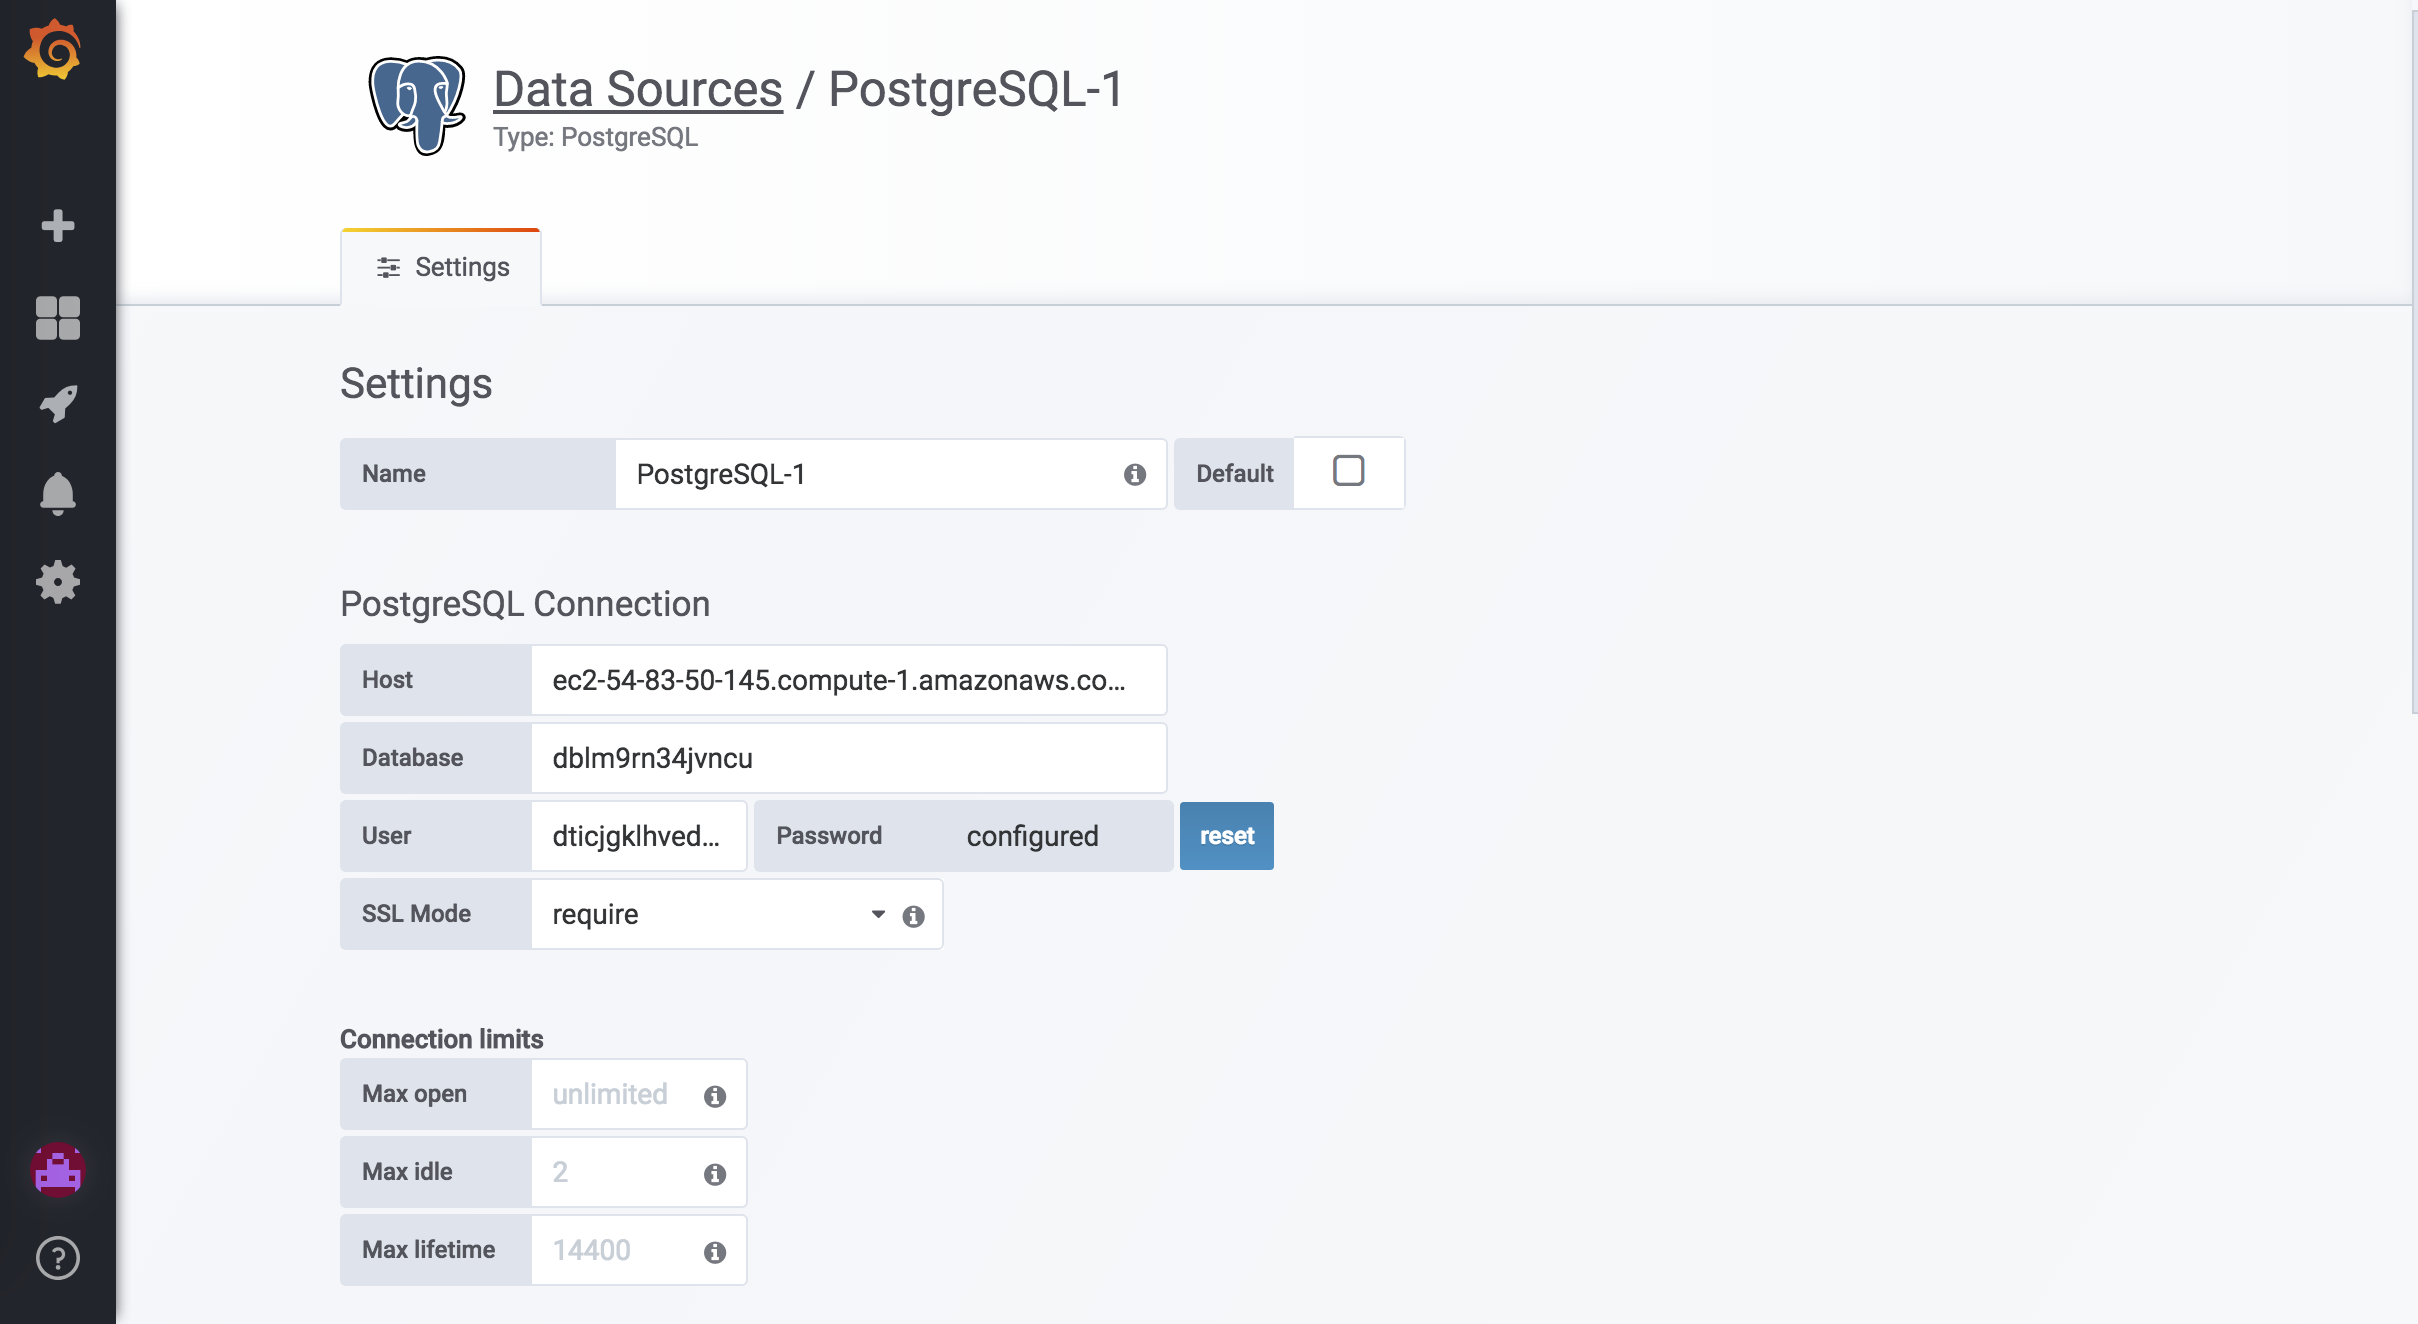 Data Sources / PostgreSQL-1
Type: PostgreSQL
Settings
Settings
Name PostgreSQL-1 Default
PostgreSQL Connection
Host ec2-54-83-50-145.compute-1.amazonaws.co...
Database dblm9rn34jvncu
User dticjgklhved... Password configured reset
SSL Mode require
Connection limits
Max open unlimited
Max idle 2
Max lifetime 14400